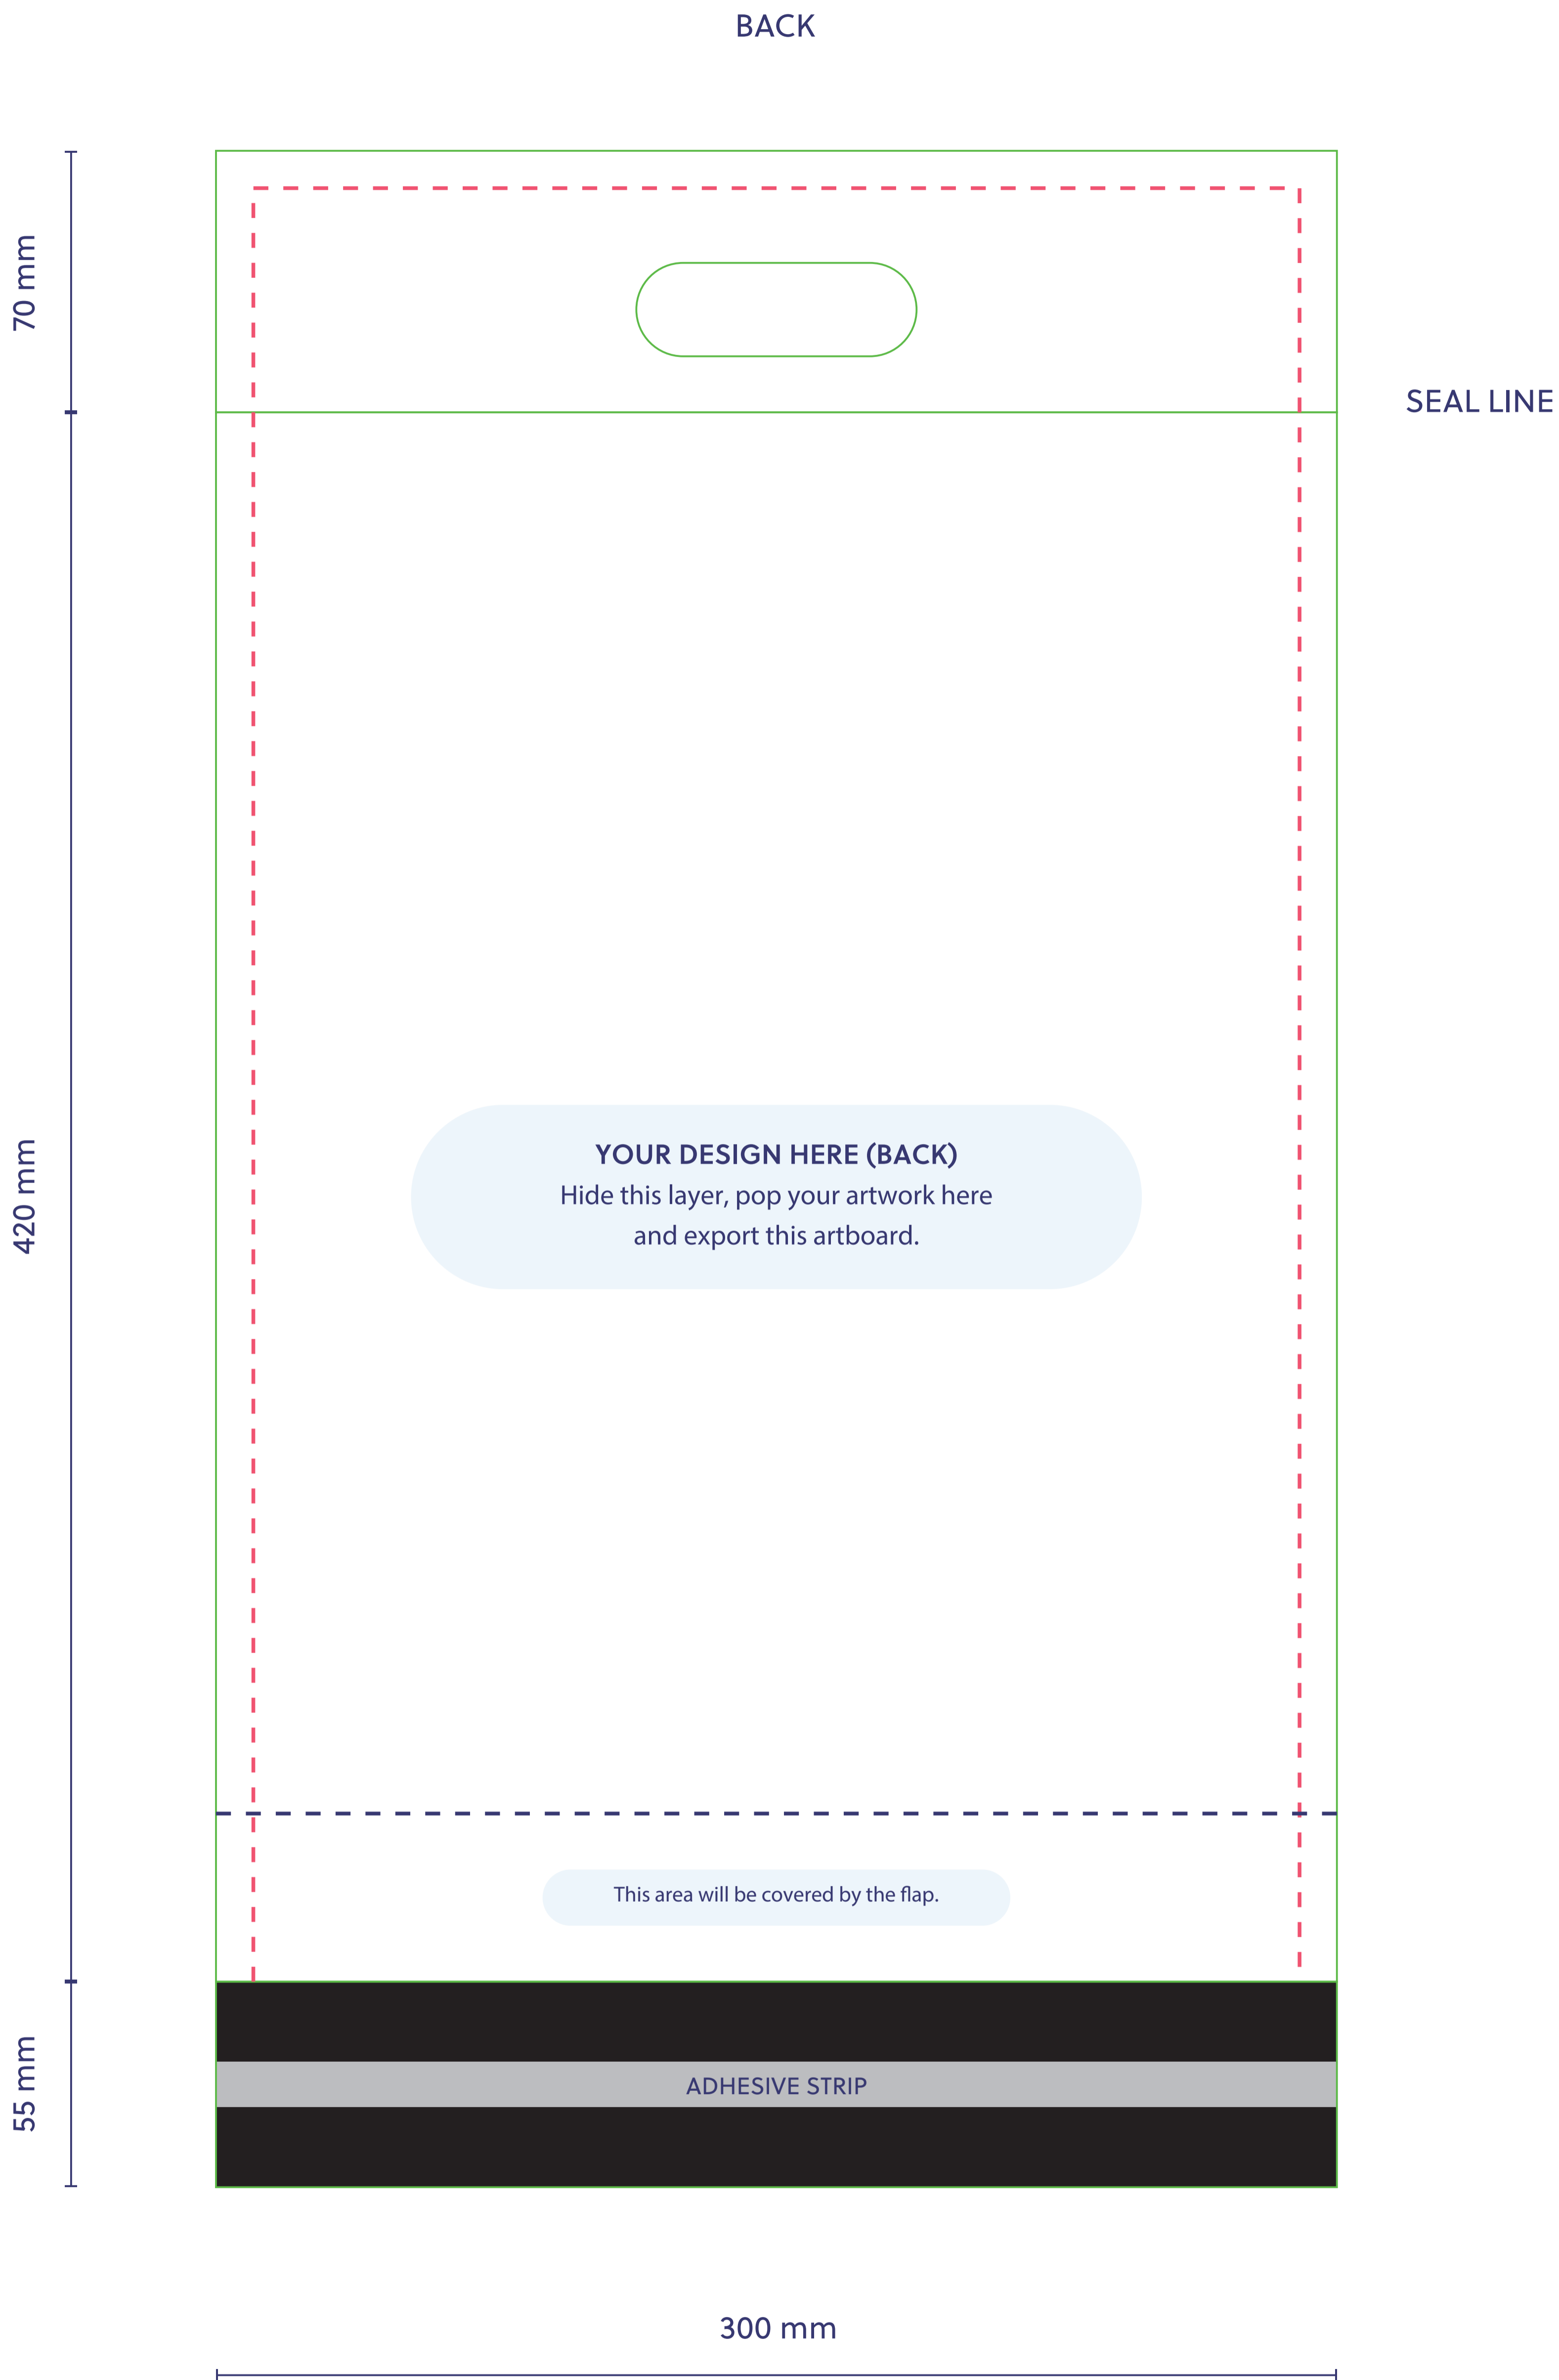 BACK
70 mm
SEAL LINE
420 mm
YOUR DESIGN HERE (BACK)
Hide this layer, pop your artwork here
and export this artboard.
This area will be covered by the flap.
55 mm
ADHESIVE STRIP
300 mm